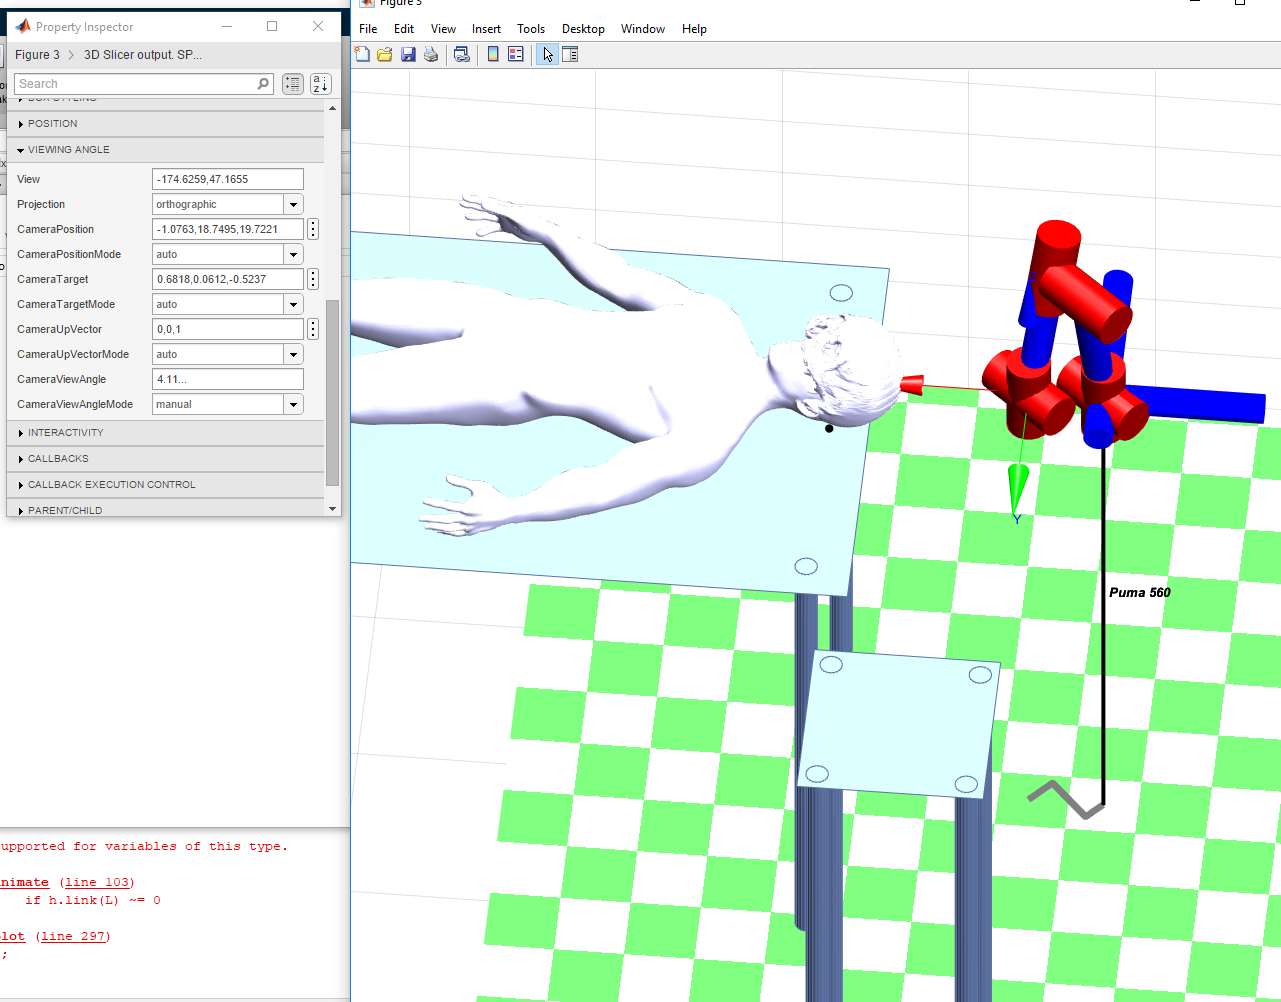 Property Inspector
Figure 3 > 3D Slicer output. SP...
Search
POSITION
VIEWING ANGLE
View -174.6259,47.1655
Projection orthographic
CameraPosition -1.0763,18.7495,19.7221
CameraPositionMode auto
CameraTarget 0.6818,0.0612,-0.5237
CameraTargetMode auto
CameraUpVector 0,0,1
CameraUpVectorMode auto
CameraViewAngle 4.11...
CameraViewAngleMode manual
INTERACTIVITY
CALLBACKS
CALLBACK EXECUTION CONTROL
PARENT/CHILD
Figure 3
File Edit View Insert Tools Desktop Window Help
Y
Puma 560
upported for variables of this type.
nimate (line 103)
if h.link(L) ~= 0
lot (line 297)
;